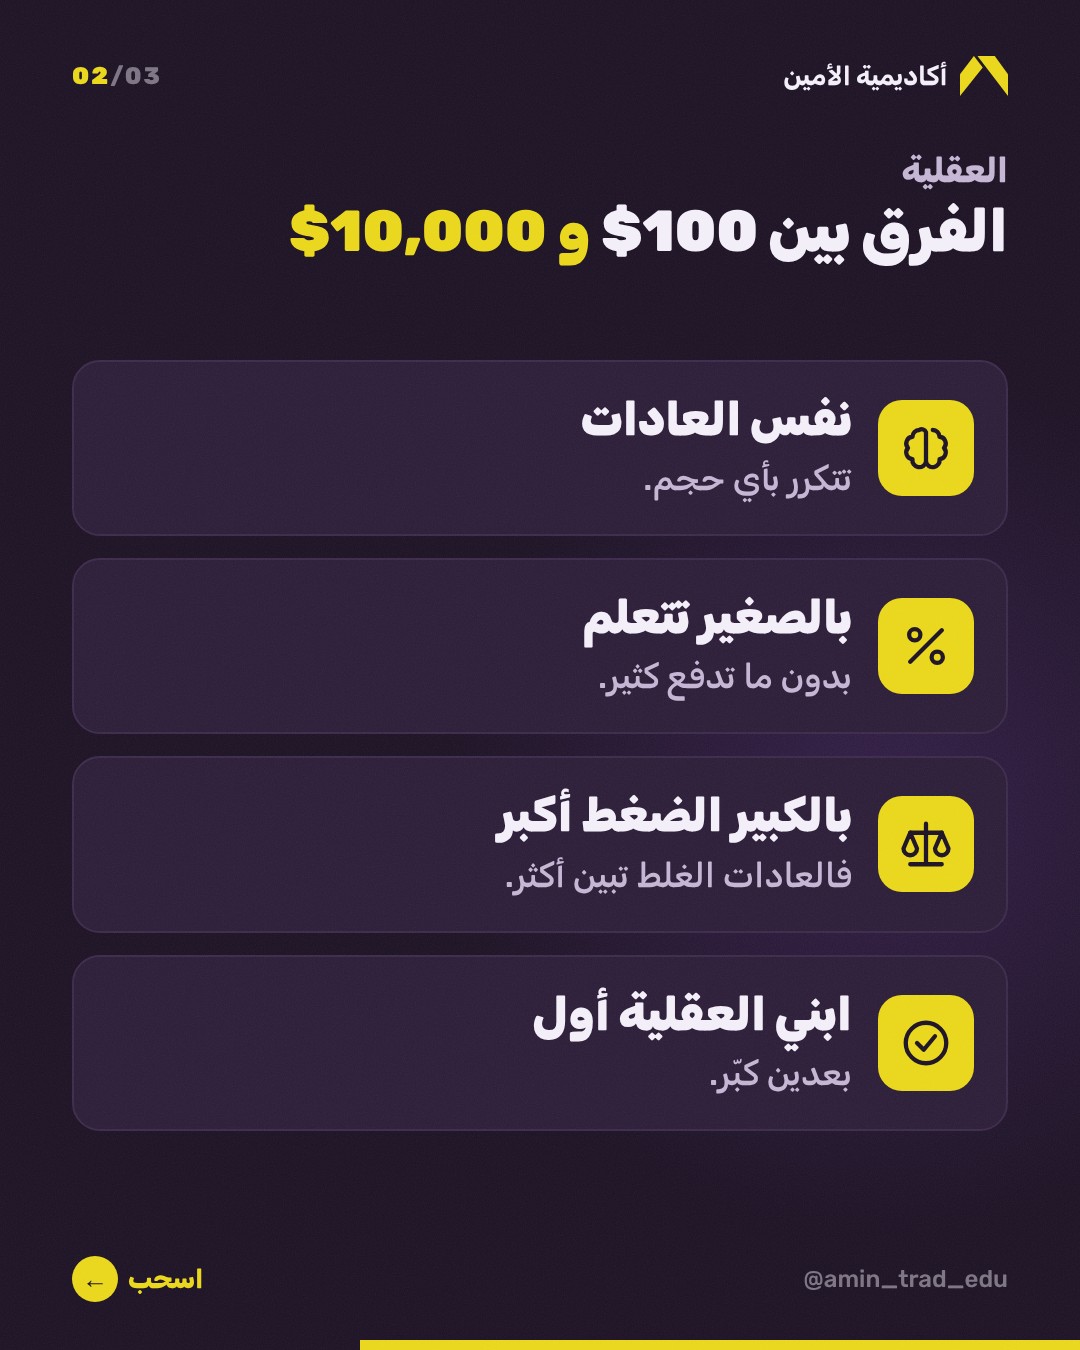 أكاديمية الأمين
02/03
العقلية
الفرق بين 100$ و 10,000$
نفس العادات
تتكرر بأي حجم.
بالصغير تتعلم
بدون ما تدفع كثير.
بالكبير الضغط أكبر
فالعادات الغلط تبين أكثر.
ابني العقلية أول
بعدين كبّر.
@amin_trad_edu
اسحب ←